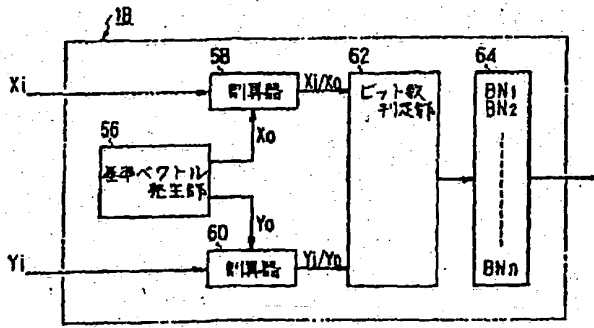 18
58
62
64
Xi
割算器
Xi/Xo
ビット数
判定部
BN1
BN2
56
Xo
基準ベクトル
発生部
Yo
60
Yi
割算器
Yi/Yo
BNn